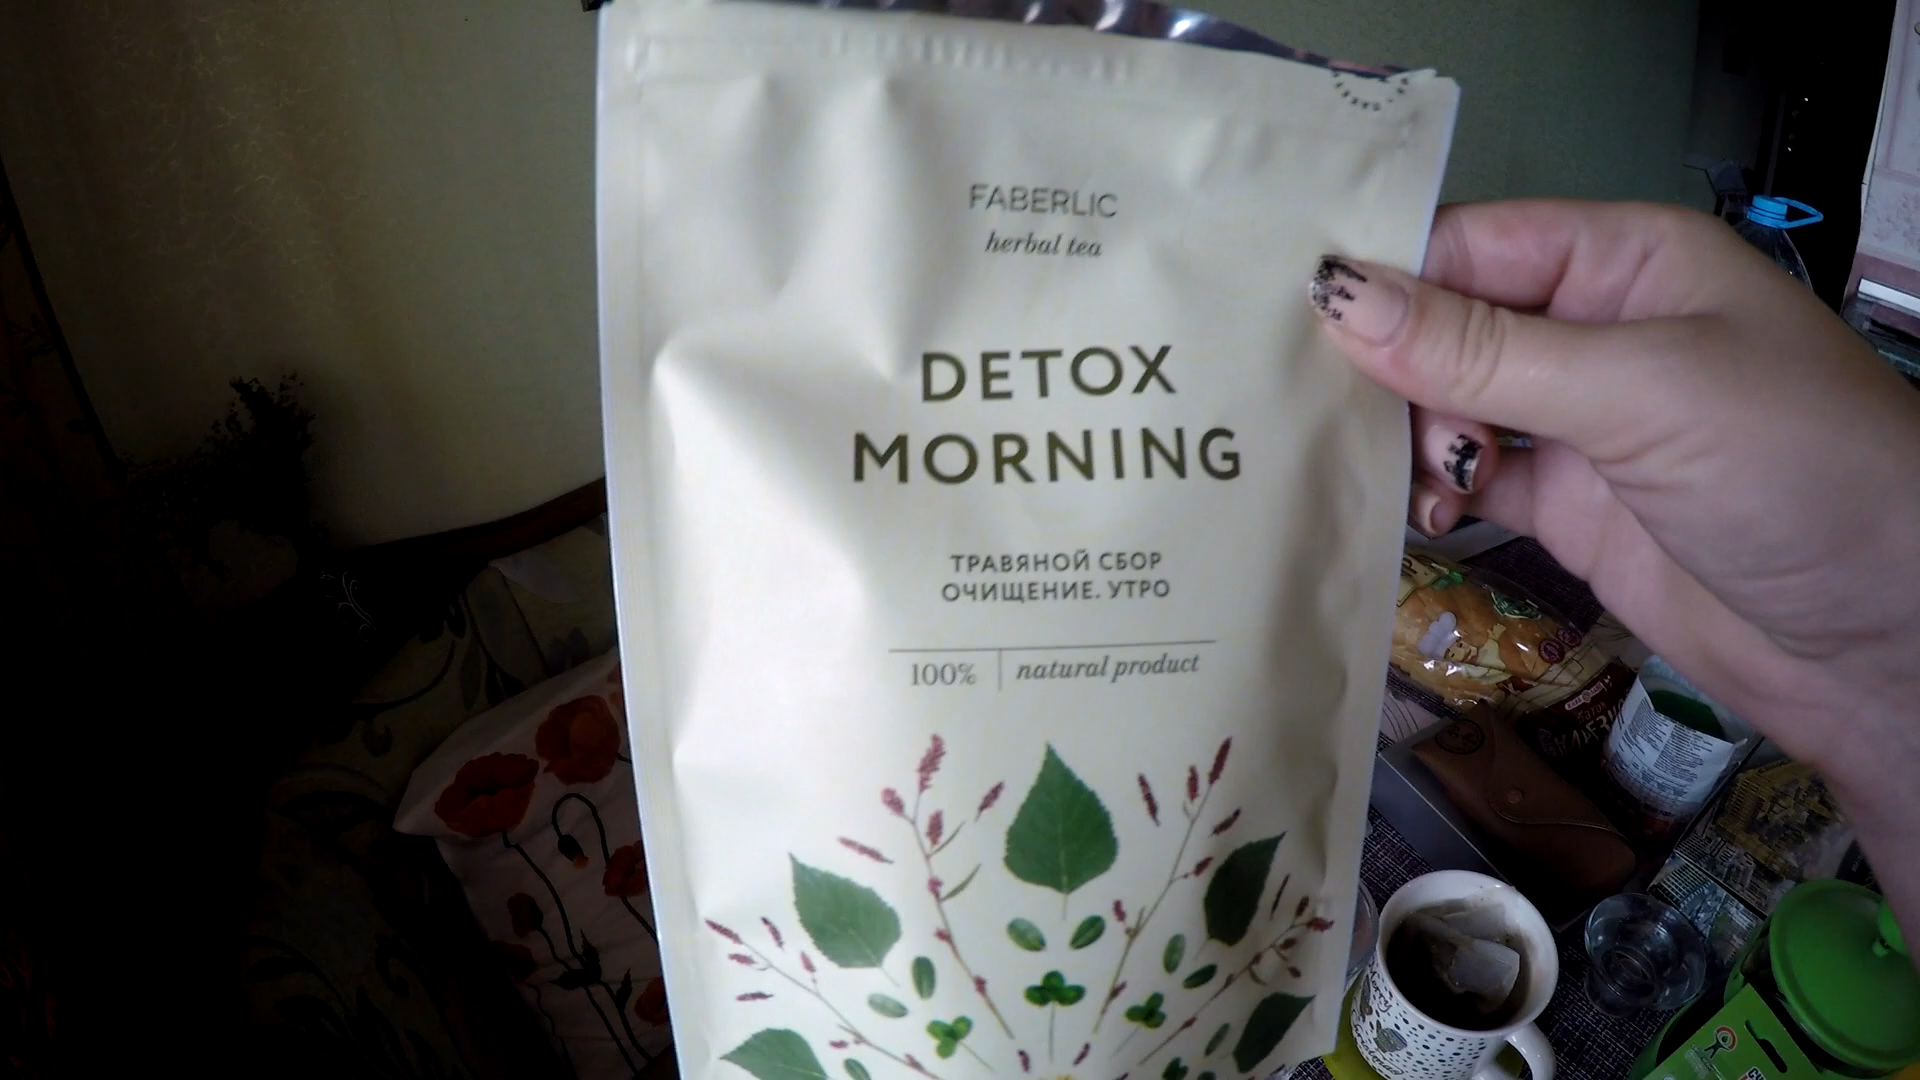 FABERLIC
herbal tea
DETOX
MORNING
ТРАВЯНОЙ СБОР
ОЧИЩЕНИЕ. УТРО
100%
natural product